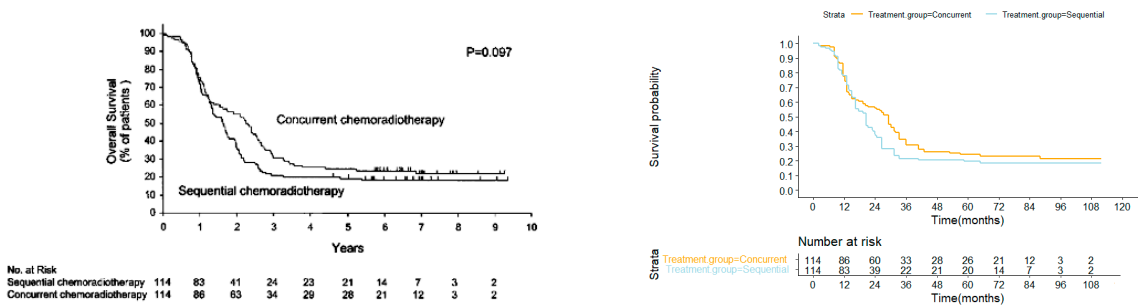 100
90
80
70
60
50
40
30
20
10
0
Overall Survival
(% of patients )
P=0.097
Concurrent chemoradiotherapy
Sequential chemoradiotherapy
0 1 2 3 4 5 6 7 8 9 10
Years
No. at Risk
Sequential chemoradiotherapy 114 83 41 24 23 21 14 7 3 2
Concurrent chemoradiotherapy 114 86 63 34 29 28 21 12 3 2
Strata Treatment.group=Concurrent Treatment.group=Sequential
1.0
0.9
0.8
0.7
0.6
0.5
0.4
0.3
0.2
0.1
0.0
Survival probability
0 12 24 36 48 60 72 84 96 108 120
Time(months)
Number at risk
Strata
Treatment.group=Concurrent 114 86 60 33 28 26 21 12 3 2
Treatment.group=Sequential 114 83 39 22 21 20 14 7 3 2
0 12 24 36 48 60 72 84 96 108 120
Time(months)